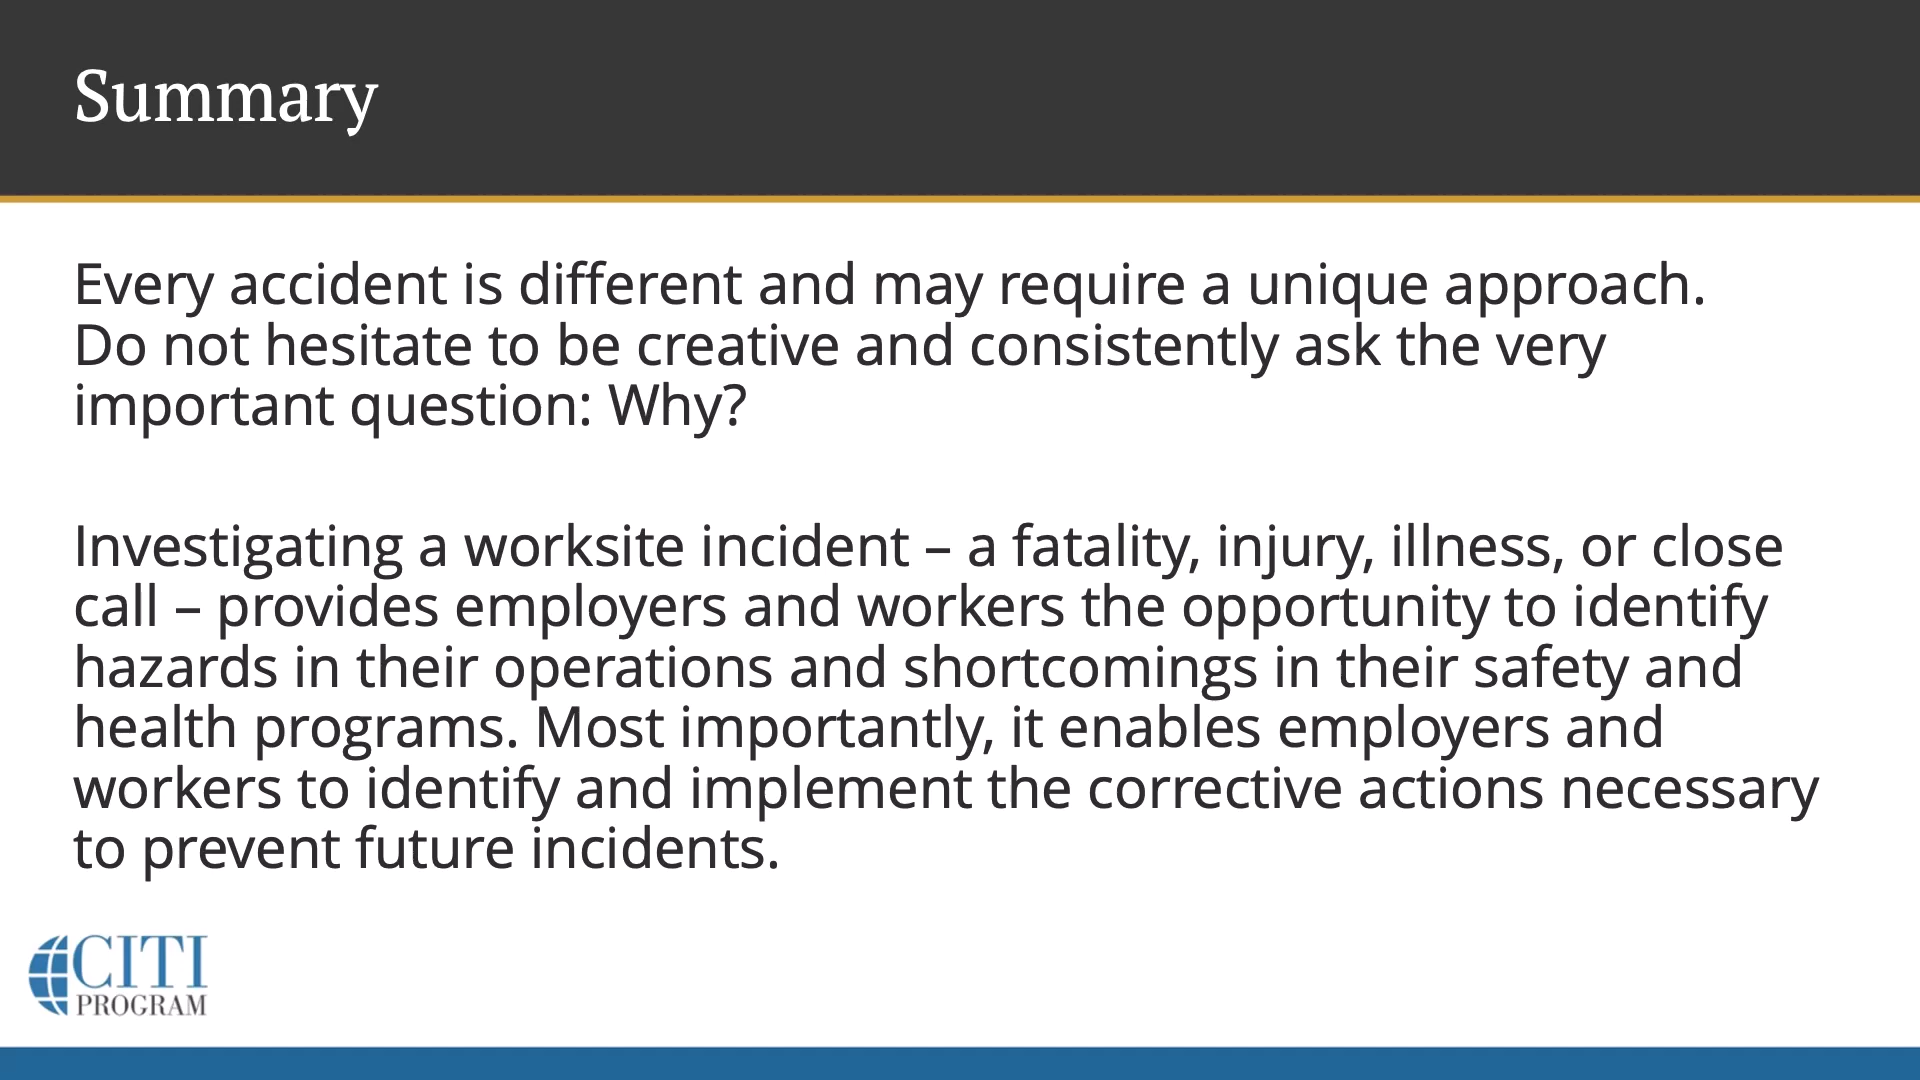 Summary
Every accident is different and may require a unique approach.
Do not hesitate to be creative and consistently ask the very
important question: Why?
Investigating a worksite incident – a fatality, injury, illness, or close
call – provides employers and workers the opportunity to identify
hazards in their operations and shortcomings in their safety and
health programs. Most importantly, it enables employers and
workers to identify and implement the corrective actions necessary
to prevent future incidents.
CITI
PROGRAM